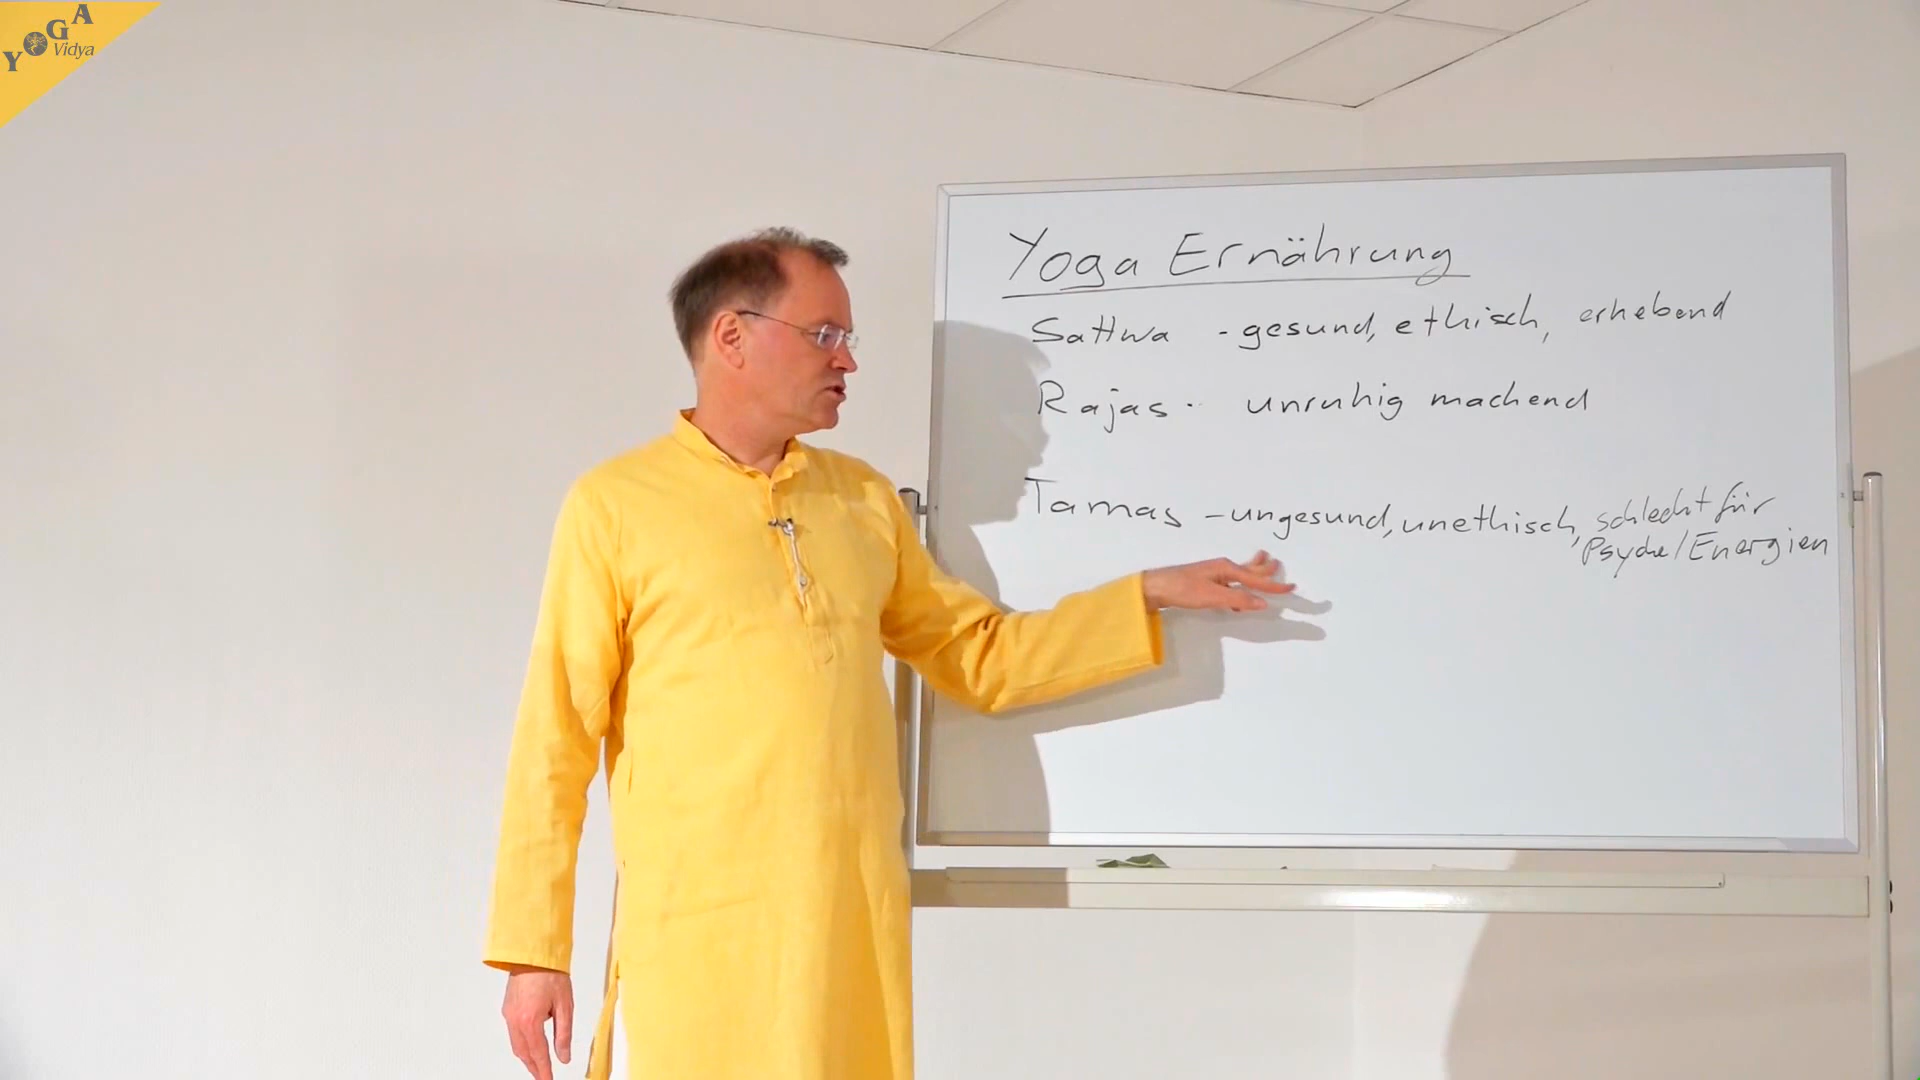 YOGA
Vidya
Yoga Ernährung
Sattwa - gesund, ethisch, erhebend
Rajas - unruhig machend
Tamas - ungesund, unethisch, schlecht für
Psyche/Energien